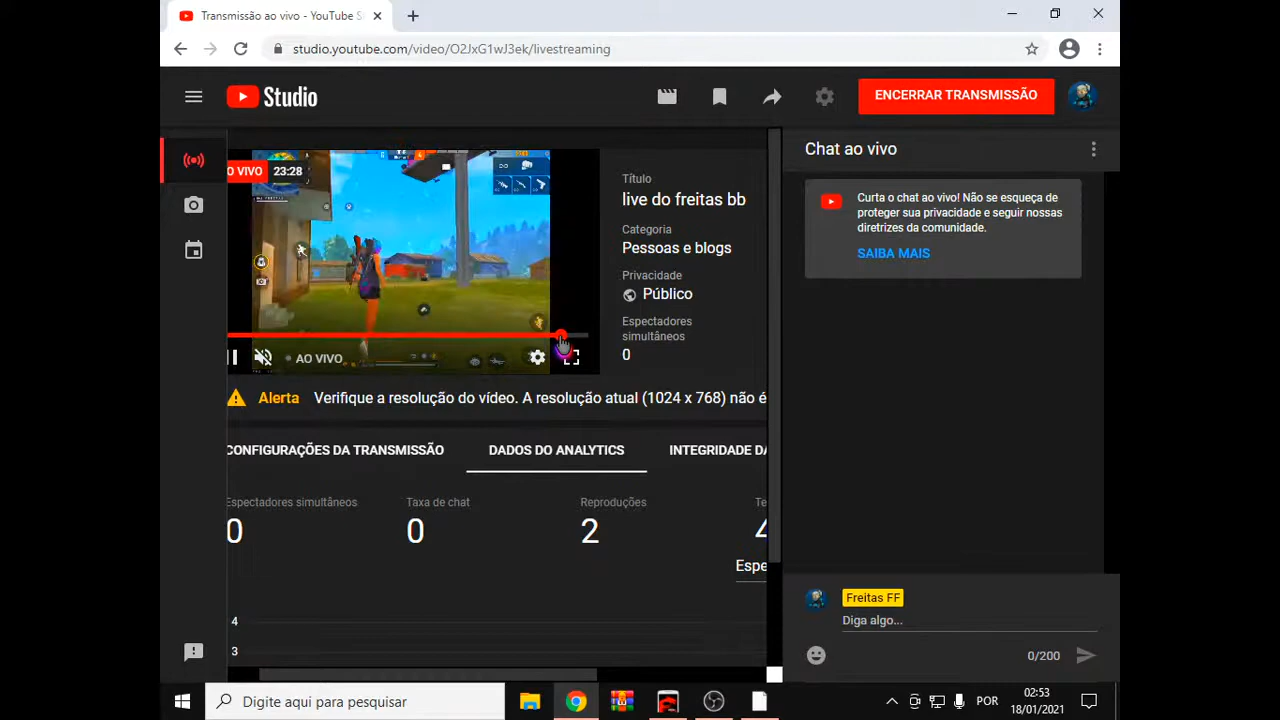 Transmissão ao vivo - YouTube S
studio.youtube.com/video/O2JxG1wJ3ek/livestreaming
Studio
ENCERRAR TRANSMISSÃO
O VIVO 23:28
AO VIVO
Título
live do freitas bb
Categoria
Pessoas e blogs
Privacidade
Público
Espectadores
simultâneos
0
Alerta Verifique a resolução do vídeo. A resolução atual (1024 x 768) não é
CONFIGURAÇÕES DA TRANSMISSÃO DADOS DO ANALYTICS INTEGRIDADE DA
Espectadores simultâneos Taxa de chat Reproduções Te
0 0 2 4
Espe
4
3
Chat ao vivo
Curta o chat ao vivo! Não se esqueça de
proteger sua privacidade e seguir nossas
diretrizes da comunidade.
SAIBA MAIS
Freitas FF
Diga algo...
0/200
Digite aqui para pesquisar
POR
02:53
18/01/2021